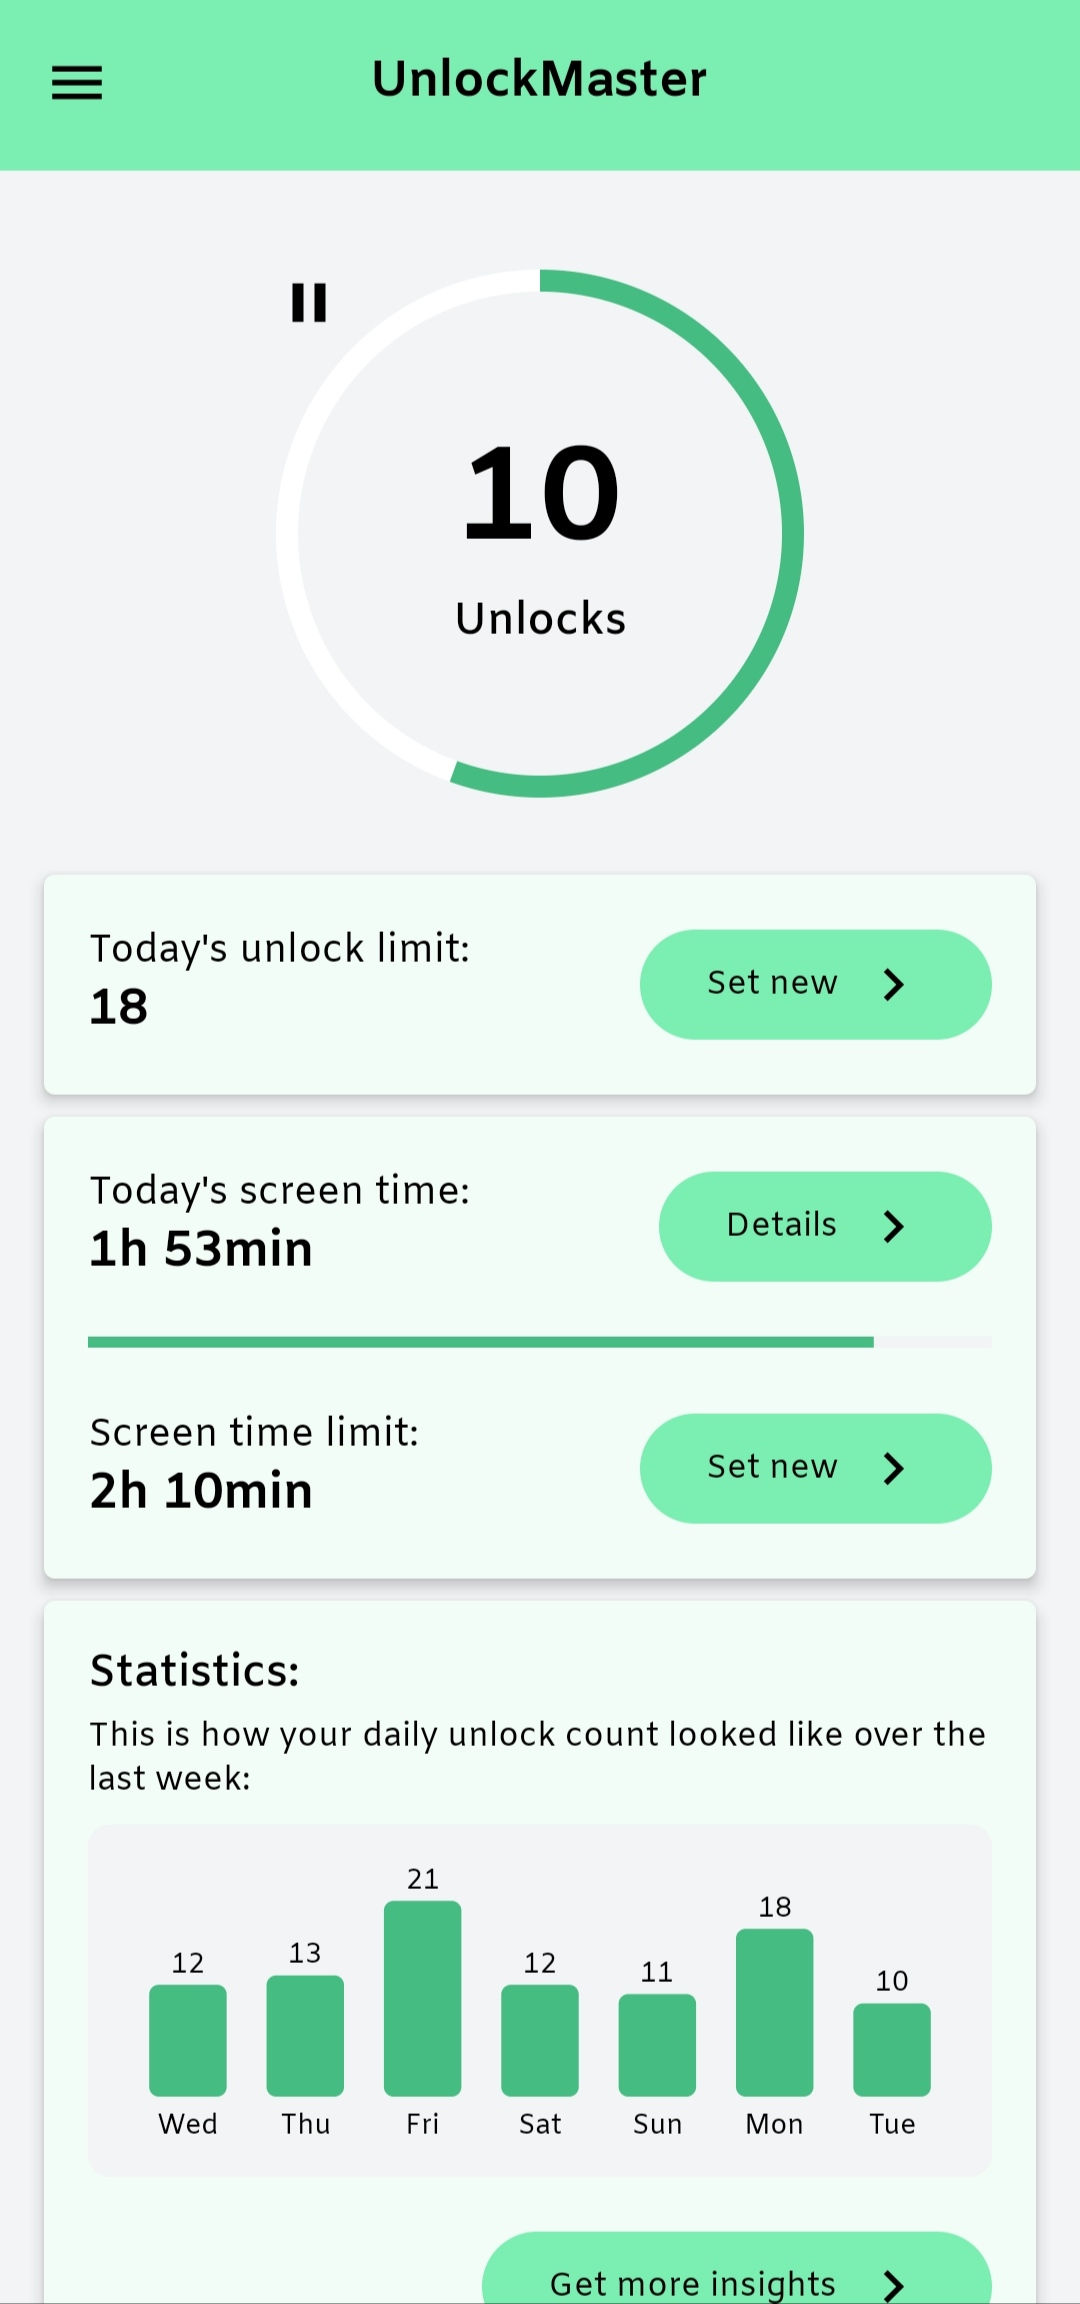 UnlockMaster
10
Unlocks
Today's unlock limit:
18
Set new
Today's screen time:
1h 53min
Details
Screen time limit:
2h 10min
Set new
Statistics:
This is how your daily unlock count looked like over the
last week:
12 13 21 12 11 18 10
Wed Thu Fri Sat Sun Mon Tue
Get more insights